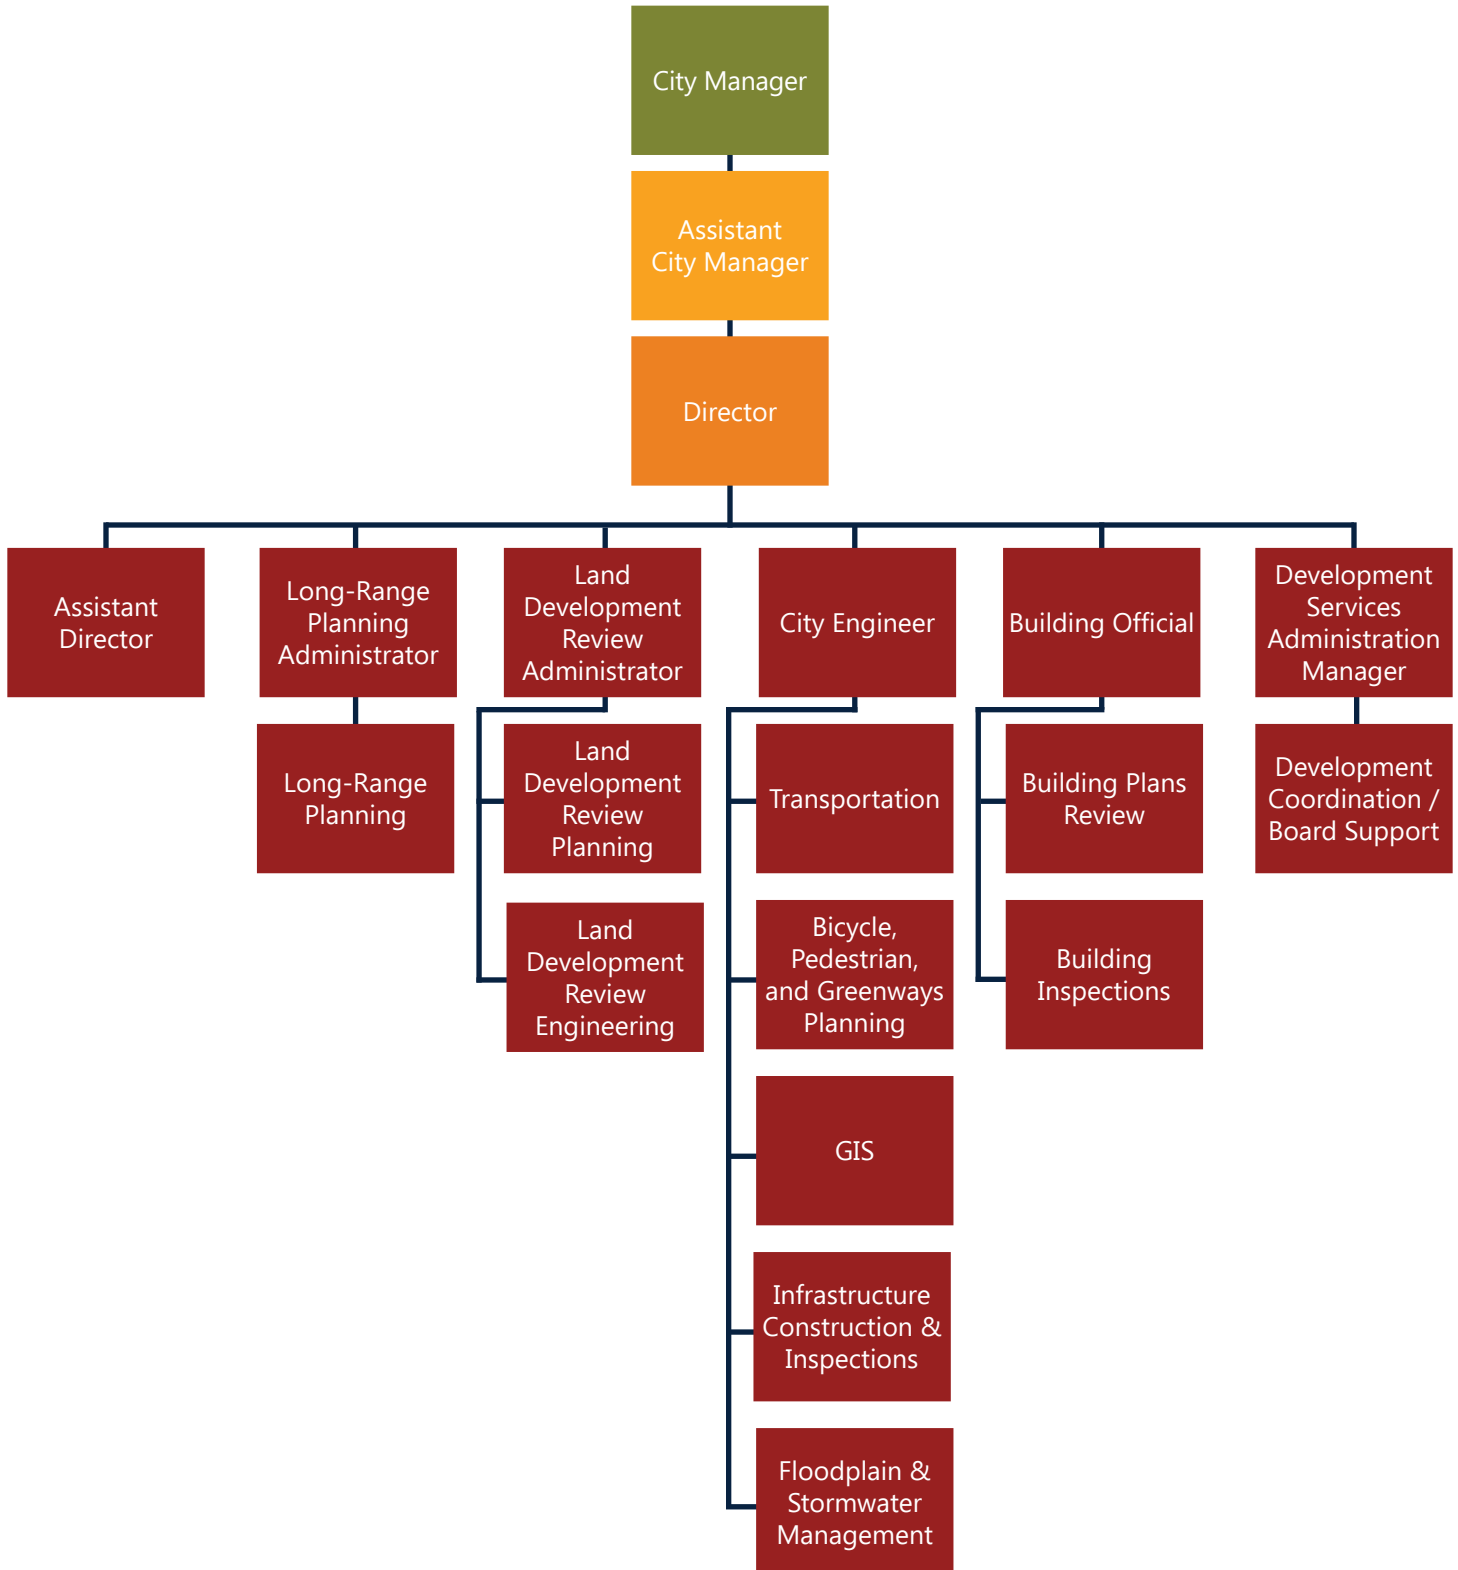 City Manager
Assistant
City Manager
Director
Assistant
Director
Long-Range
Planning
Administrator
Land
Development
Review
Administrator
City Engineer
Building Official
Development
Services
Administration
Manager
Long-Range
Planning
Land
Development
Review
Planning
Transportation
Building Plans
Review
Development
Coordination /
Board Support
Land
Development
Review
Engineering
Bicycle,
Pedestrian,
and Greenways
Planning
Building
Inspections
GIS
Infrastructure
Construction &
Inspections
Floodplain &
Stormwater
Management